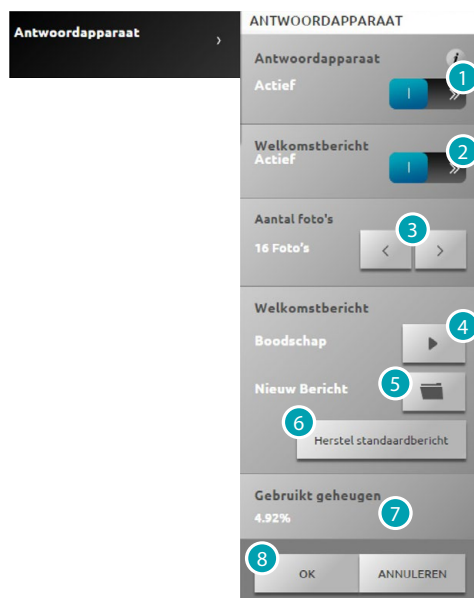 Antwoordapparaat
ANTWOORDAPPARAAT
Antwoordapparaat
i
Actief
1
Welkomstbericht
2
Actief
Aantal foto's
3
16 Foto's
Welkomstbericht
4
Boodschap
5
Nieuw Bericht
6
Herstel standaardbericht
Gebruikt geheugen
7
4.92%
8
OK
ANNULEREN